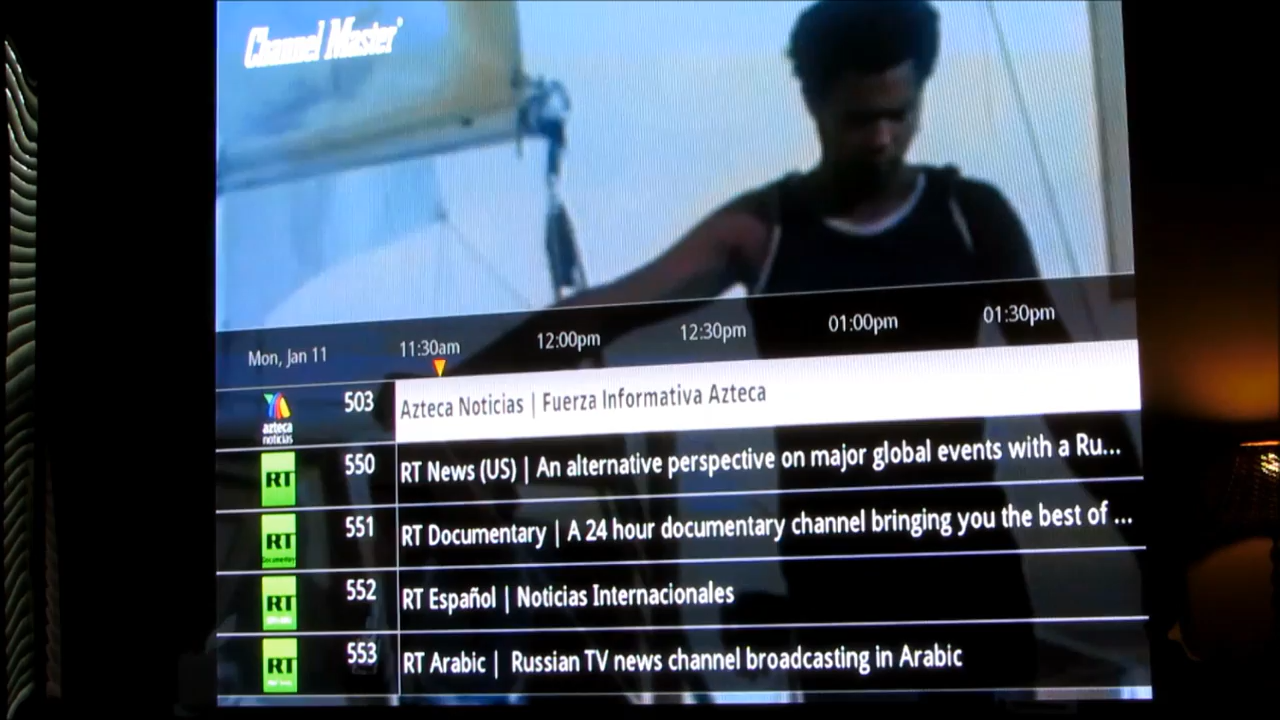 Channel Master
Mon, Jan 11 11:30am 12:00pm 12:30pm 01:00pm 01:30pm
azteca
noticias
503 Azteca Noticias | Fuerza Informativa Azteca
RT 550 RT News (US) | An alternative perspective on major global events with a Ru...
RT 551 RT Documentary | A 24 hour documentary channel bringing you the best of ...
Documentary
RT 552 RT Español | Noticias Internacionales
RT 553 RT Arabic | Russian TV news channel broadcasting in Arabic